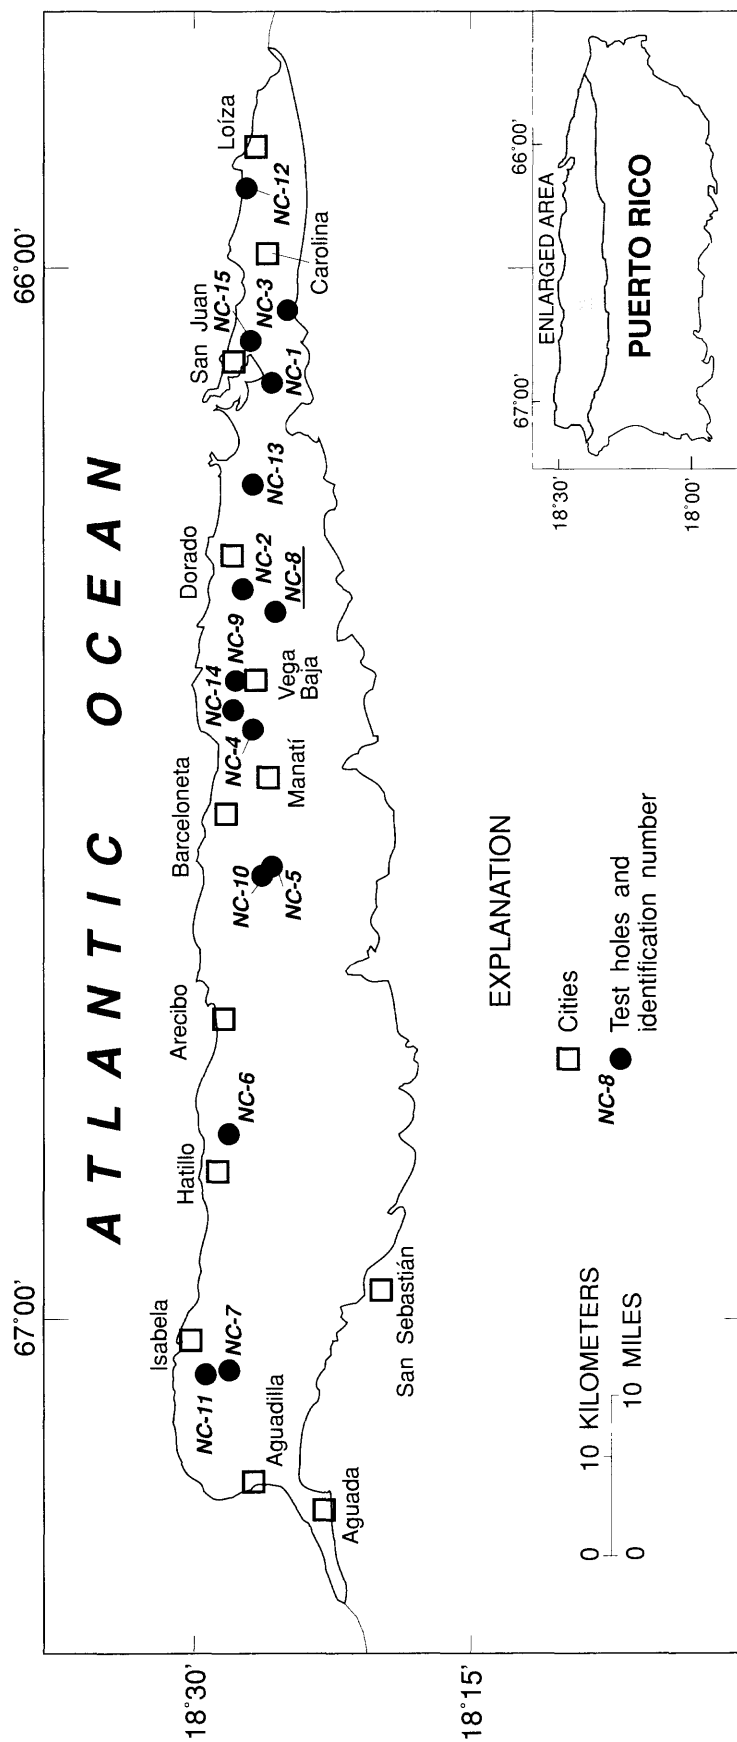 67°00'
66°00'
ATLANTIC OCEAN
18°30'
18°15'
Isabela
NC-11
NC-7
Aguadilla
Aguada
San Sebastián
Hatillo
NC-6
Arecibo
Barceloneta
NC-10
NC-5
Manatí
NC-4
NC-14
NC-9
Vega
Baja
Dorado
NC-2
NC-8
NC-13
San Juan
NC-15
NC-3
NC-1
Carolina
Loíza
NC-12
EXPLANATION
Cities
NC-8
Test holes and
identification number
0 10 KILOMETERS
0 10 MILES
67°00'
66°00'
ENLARGED AREA
18°30'
PUERTO RICO
18°00'